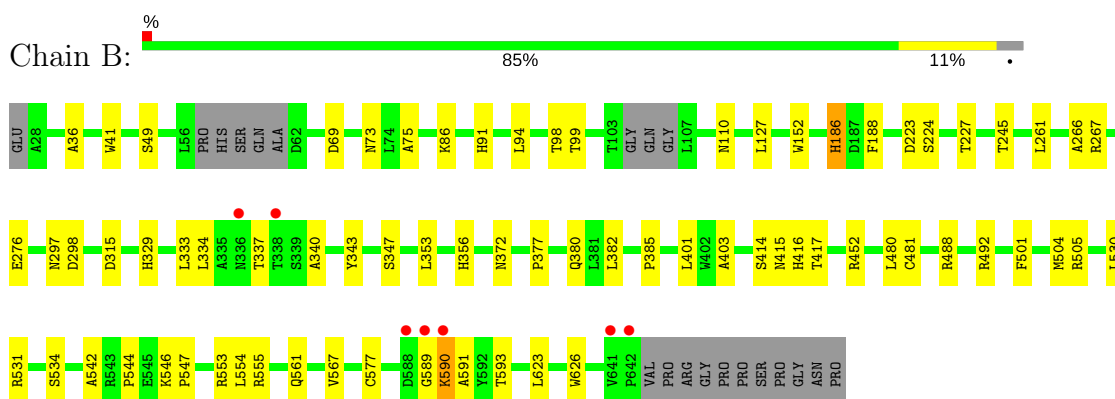 %
Chain B:
85% 11% •
GLU A28 A36 W41 S49 L56 PRO HIS SER GLN ALA D62 D69 N73 L74 A75 K86 H91 L94 T98 T99 T103 GLY GLN GLY L107 N110 L127 W152 H186 D187 F188 D223 S224 T227 T245 L261 A266 R267
E276 N297 D298 D315 H329 L333 L334 A335 N336 T337 T338 S339 A340 Y343 S347 L353 H356 N372 P377 Q380 L381 L382 P385 L401 W402 A403 S414 N415 H416 T417 R452 L480 C481 R488 R492 F501 M504 R505 L530
R531 S534 A542 R543 P544 E545 K546 P547 R553 L554 R555 Q561 V567 C577 D588 G589 K590 A591 Y592 T593 L623 W626 V641 P642 VAL PRO ARG GLY PRO PRO SER PRO GLY ASN PRO